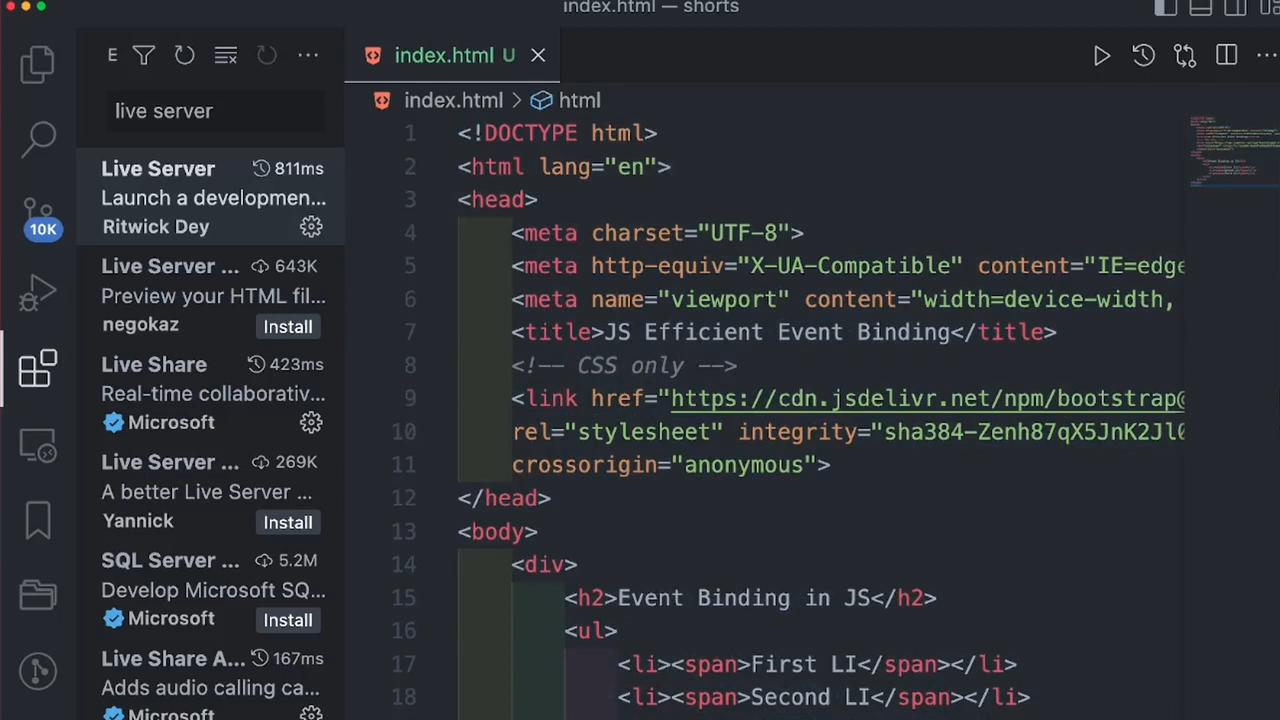 index.html — shorts
E
live server
Live Server 811ms
Launch a developmen...
Ritwick Dey
10K
Live Server ... 643K
Preview your HTML fil...
negokaz Install
Live Share 423ms
Real-time collaborativ...
Microsoft
Live Server ... 269K
A better Live Server ...
Yannick Install
SQL Server ... 5.2M
Develop Microsoft SQ...
Microsoft Install
Live Share A... 167ms
Adds audio calling ca...
Microsoft
index.html U
index.html > html
1 <!DOCTYPE html>
2 <html lang="en">
3 <head>
4 <meta charset="UTF-8">
5 <meta http-equiv="X-UA-Compatible" content="IE=edge
6 <meta name="viewport" content="width=device-width,
7 <title>JS Efficient Event Binding</title>
8 <!-- CSS only -->
9 <link href="https://cdn.jsdelivr.net/npm/bootstrap@
10 rel="stylesheet" integrity="sha384-Zenh87qX5JnK2Jl0
11 crossorigin="anonymous">
12 </head>
13 <body>
14 <div>
15 <h2>Event Binding in JS</h2>
16 <ul>
17 <li><span>First LI</span></li>
18 <li><span>Second LI</span></li>